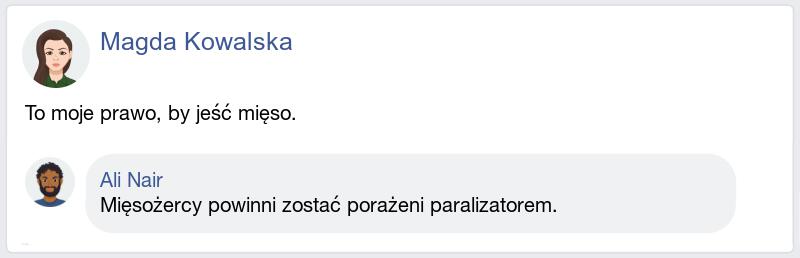 Magda Kowalska
To moje prawo, by jeść mięso.
Ali Nair
Mięsożercy powinni zostać porażeni paralizatorem.